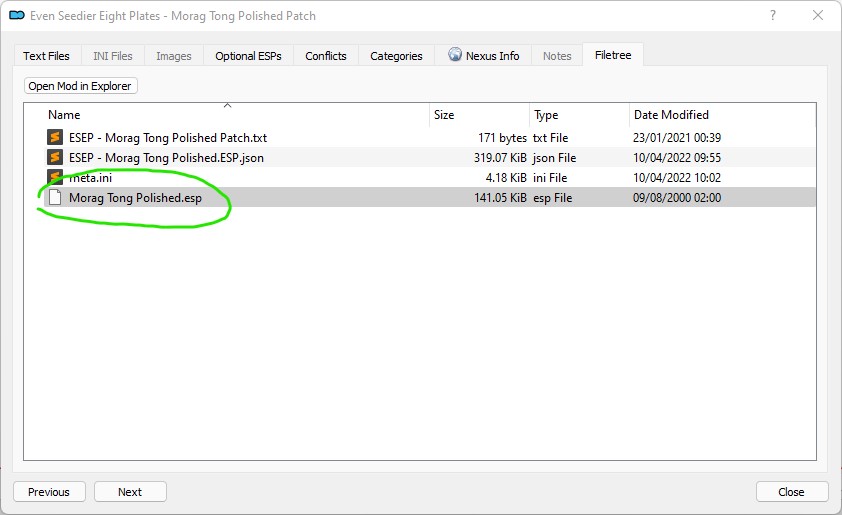 Even Seedier Eight Plates - Morag Tong Polished Patch
Text Files INI Files Images Optional ESPs Conflicts Categories Nexus Info Notes Filetree
Open Mod in Explorer
Name Size Type Date Modified
ESEP - Morag Tong Polished Patch.txt 171 bytes txt File 23/01/2021 00:39
ESEP - Morag Tong Polished.ESP.json 319.07 KiB json File 10/04/2022 09:55
meta.ini 4.18 KiB ini File 10/04/2022 10:02
Morag Tong Polished.esp 141.05 KiB esp File 09/08/2000 02:00
Previous Next Close